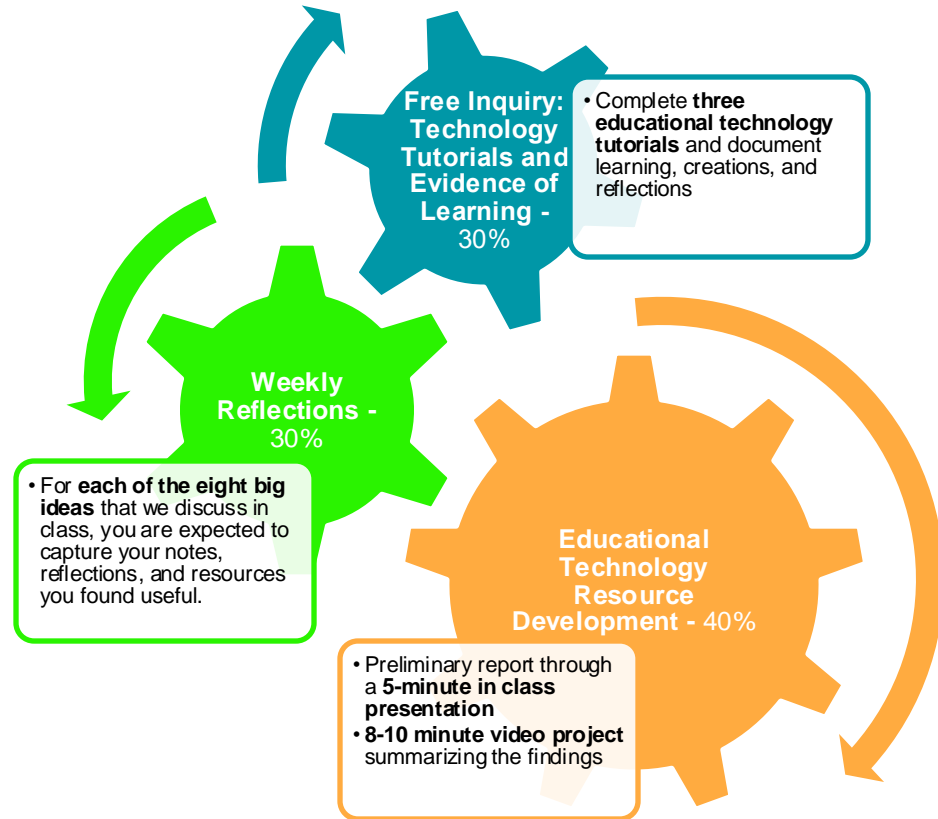 Free Inquiry:
Technology
Tutorials and
Evidence of
Learning -
30%
• Complete three
educational technology
tutorials and document
learning, creations, and
reflections
Weekly
Reflections -
30%
• For each of the eight big
ideas that we discuss in
class, you are expected to
capture your notes,
reflections, and resources
you found useful.
Educational
Technology
Resource
Development - 40%
• Preliminary report through
a 5-minute in class
presentation
• 8-10 minute video project
summarizing the findings